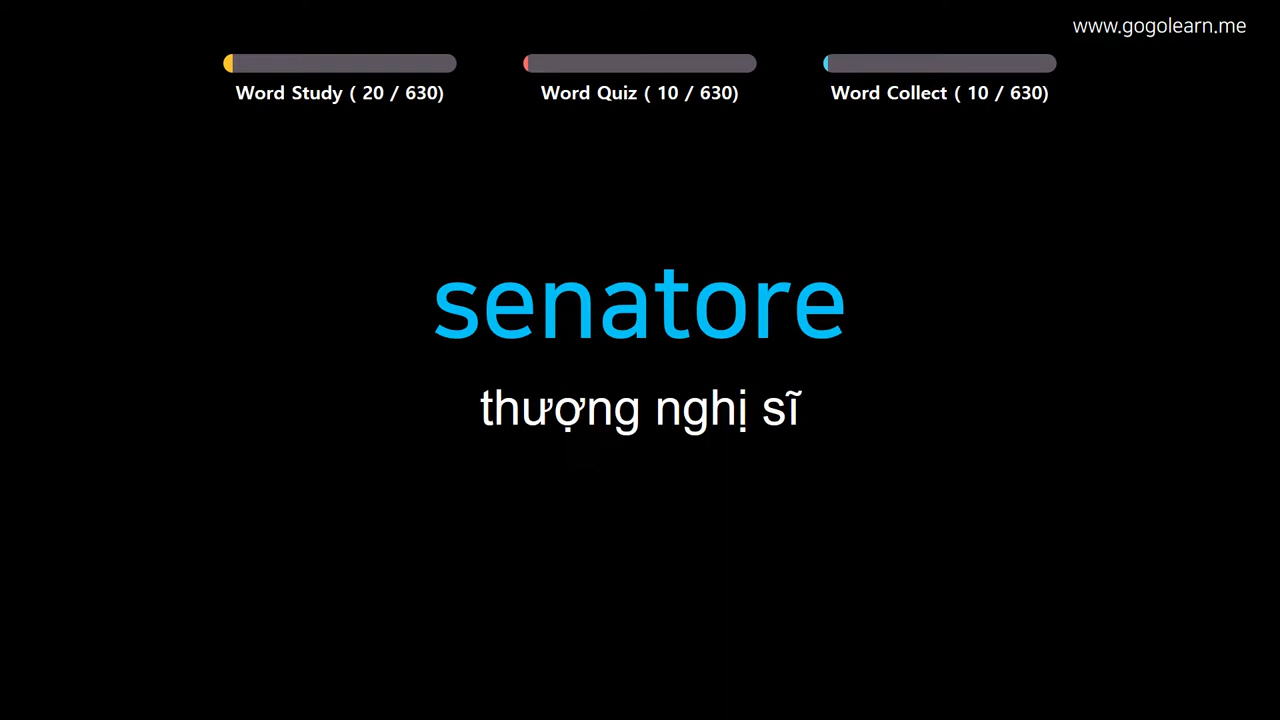 www.gogolearn.me
Word Study ( 20 / 630)
Word Quiz ( 10 / 630)
Word Collect ( 10 / 630)
senatore
thượng nghị sĩ